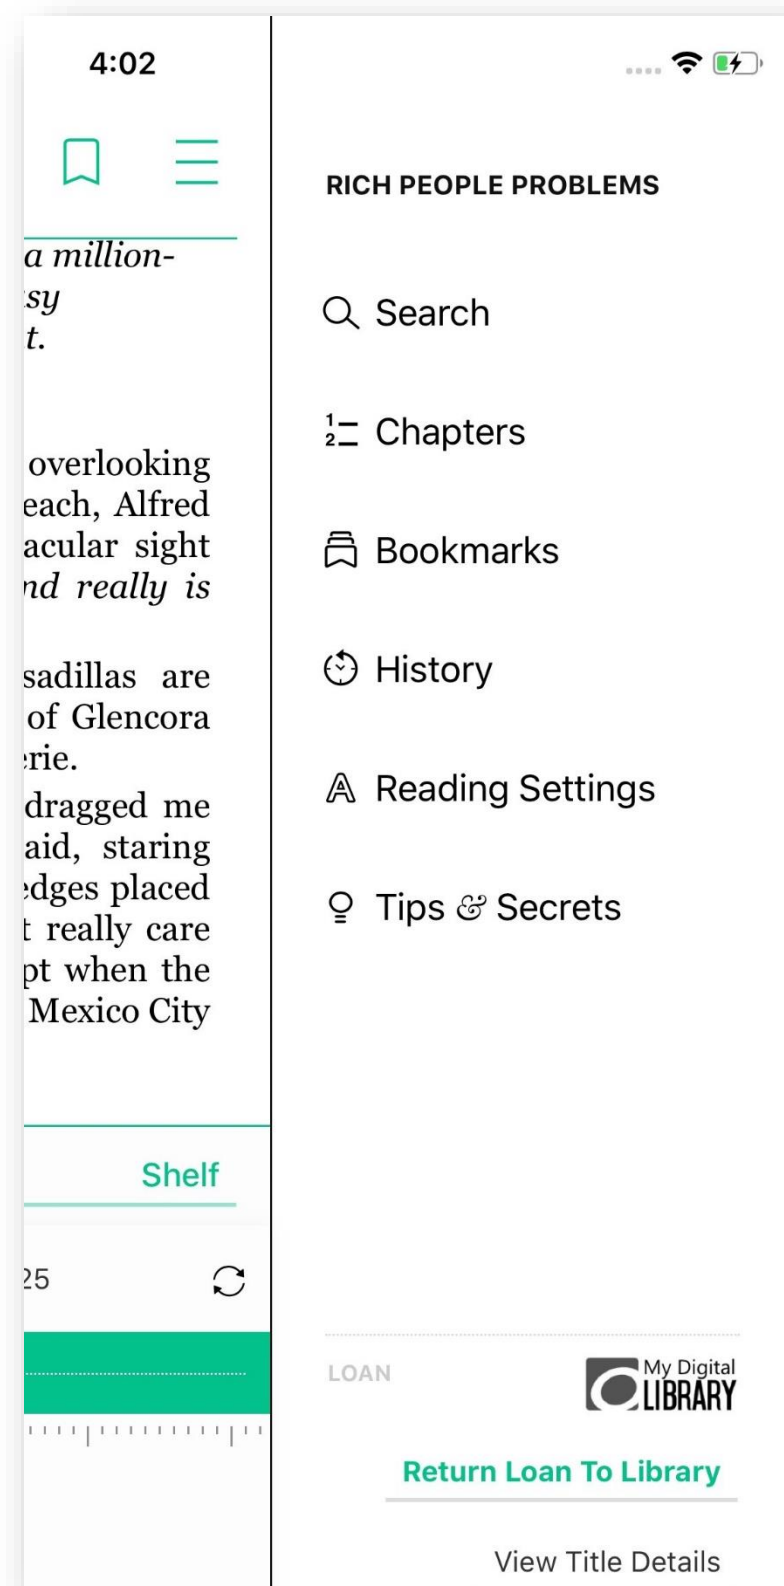 4:02
a million-
sy
t.
overlooking
each, Alfred
acular sight
nd really is
sadillas are
of Glencora
rie.
dragged me
aid, staring
edges placed
t really care
pt when the
Mexico City
Shelf
25
RICH PEOPLE PROBLEMS
Search
Chapters
Bookmarks
History
Reading Settings
Tips & Secrets
LOAN
My Digital
LIBRARY
Return Loan To Library
View Title Details